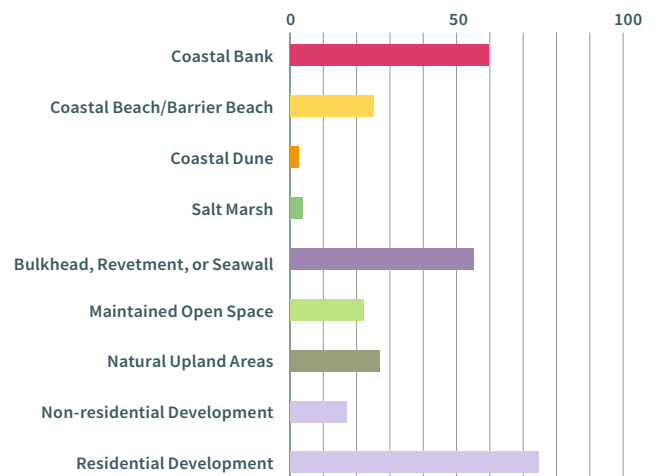 0 50 100
Coastal Bank
Coastal Beach/Barrier Beach
Coastal Dune
Salt Marsh
Bulkhead, Revetment, or Seawall
Maintained Open Space
Natural Upland Areas
Non-residential Development
Residential Development